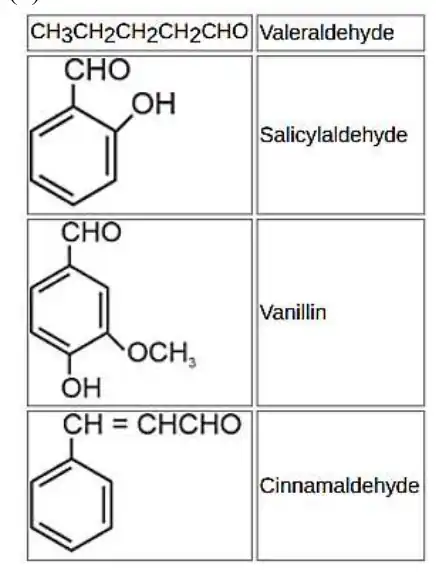 CH3CH2CH2CH2CHO Valeraldehyde
CHO
OH
Salicylaldehyde
CHO
Vanillin
OCH₃
OH
CH = CHCHO
Cinnamaldehyde